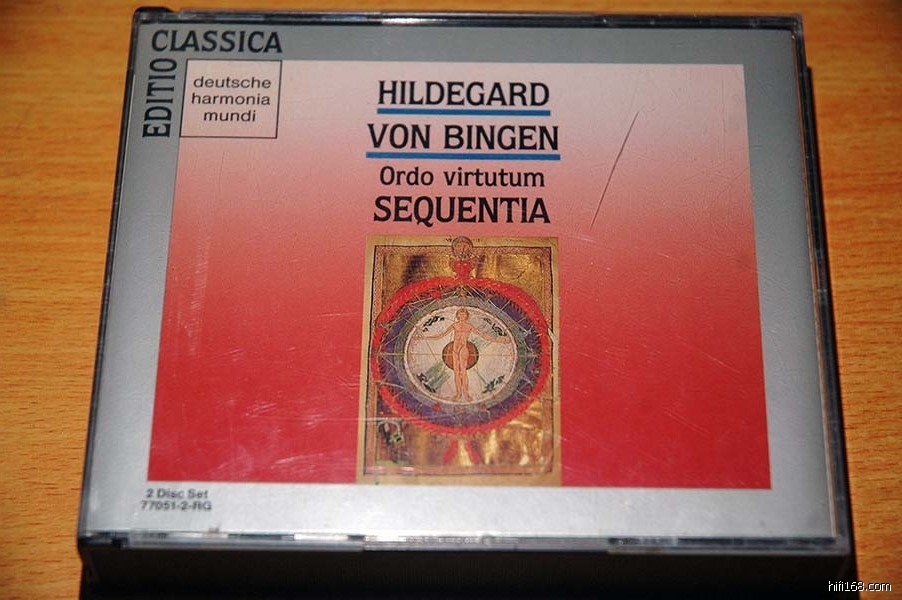 EDITIO
CLASSICA
deutsche
harmonia
mundi
HILDEGARD
VON BINGEN
Ordo virtutum
SEQUENTIA
2 Disc Set
77051-2-RG
hifi168.com